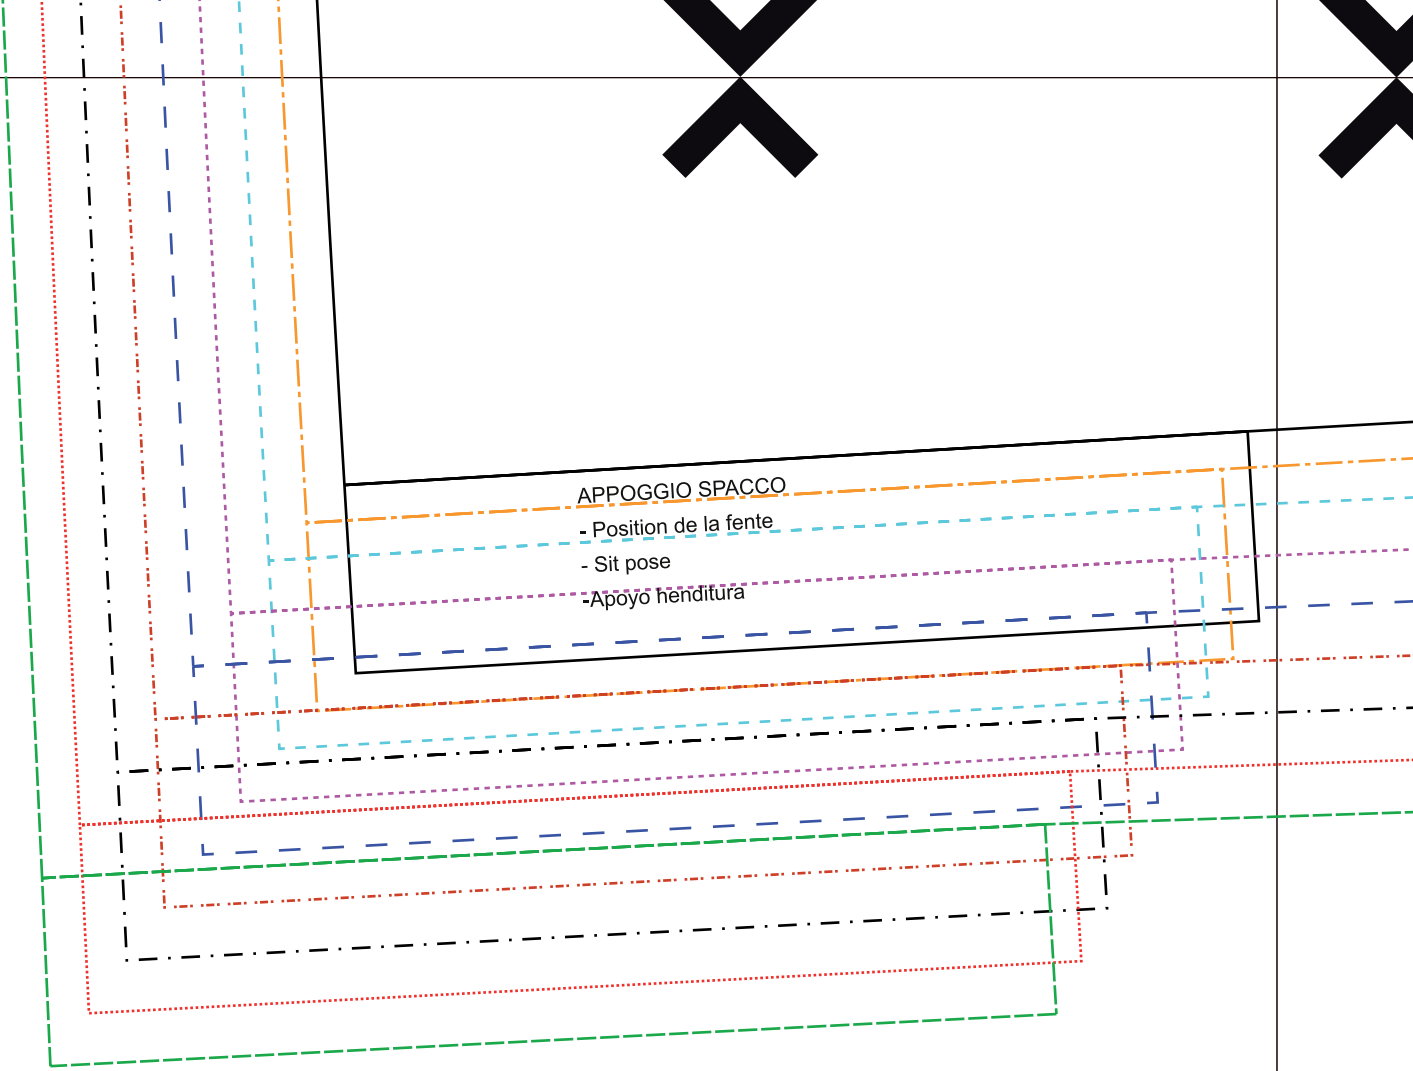 APPOGGIO SPACCO
- Position de la fente
- Sit pose
-Apoyo henditura